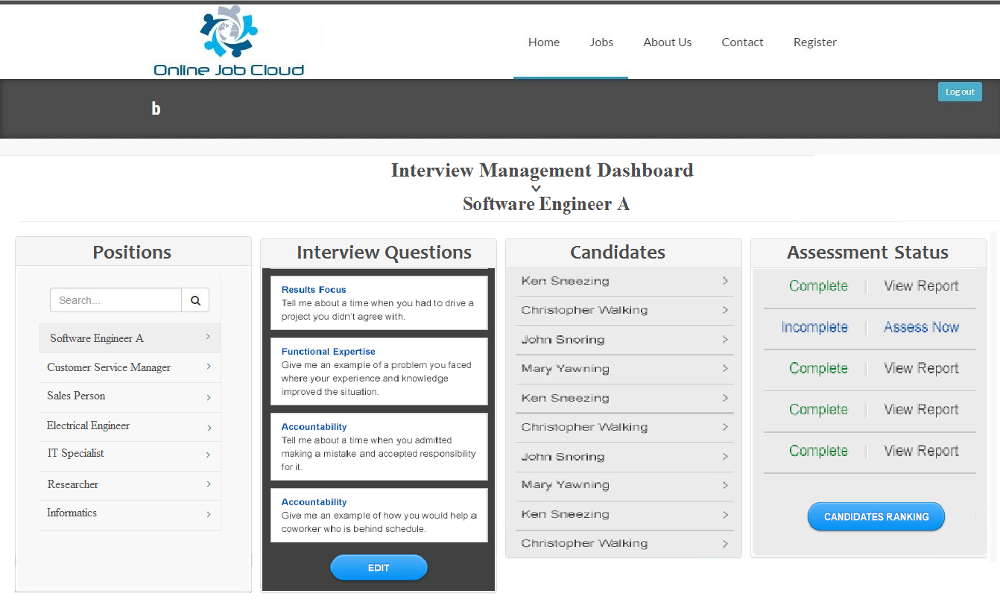 Online Job Cloud
Home Jobs About Us Contact Register
Log out
b
Interview Management Dashboard
Software Engineer A
Positions
Search...
Software Engineer A
Customer Service Manager
Sales Person
Electrical Engineer
IT Specialist
Researcher
Informatics
Interview Questions
Results Focus
Tell me about a time when you had to drive a
project you didn't agree with.
Functional Expertise
Give me an example of a problem you faced
where your experience and knowledge
improved the situation.
Accountability
Tell me about a time when you admitted
making a mistake and accepted responsibility
for it.
Accountability
Give me an example of how you would help a
coworker who is behind schedule.
EDIT
Candidates
Ken Sneezing
Christopher Walking
John Snoring
Mary Yawning
Ken Sneezing
Christopher Walking
John Snoring
Mary Yawning
Ken Sneezing
Christopher Walking
Assessment Status
Complete | View Report
Incomplete | Assess Now
Complete | View Report
Complete | View Report
Complete | View Report
CANDIDATES RANKING